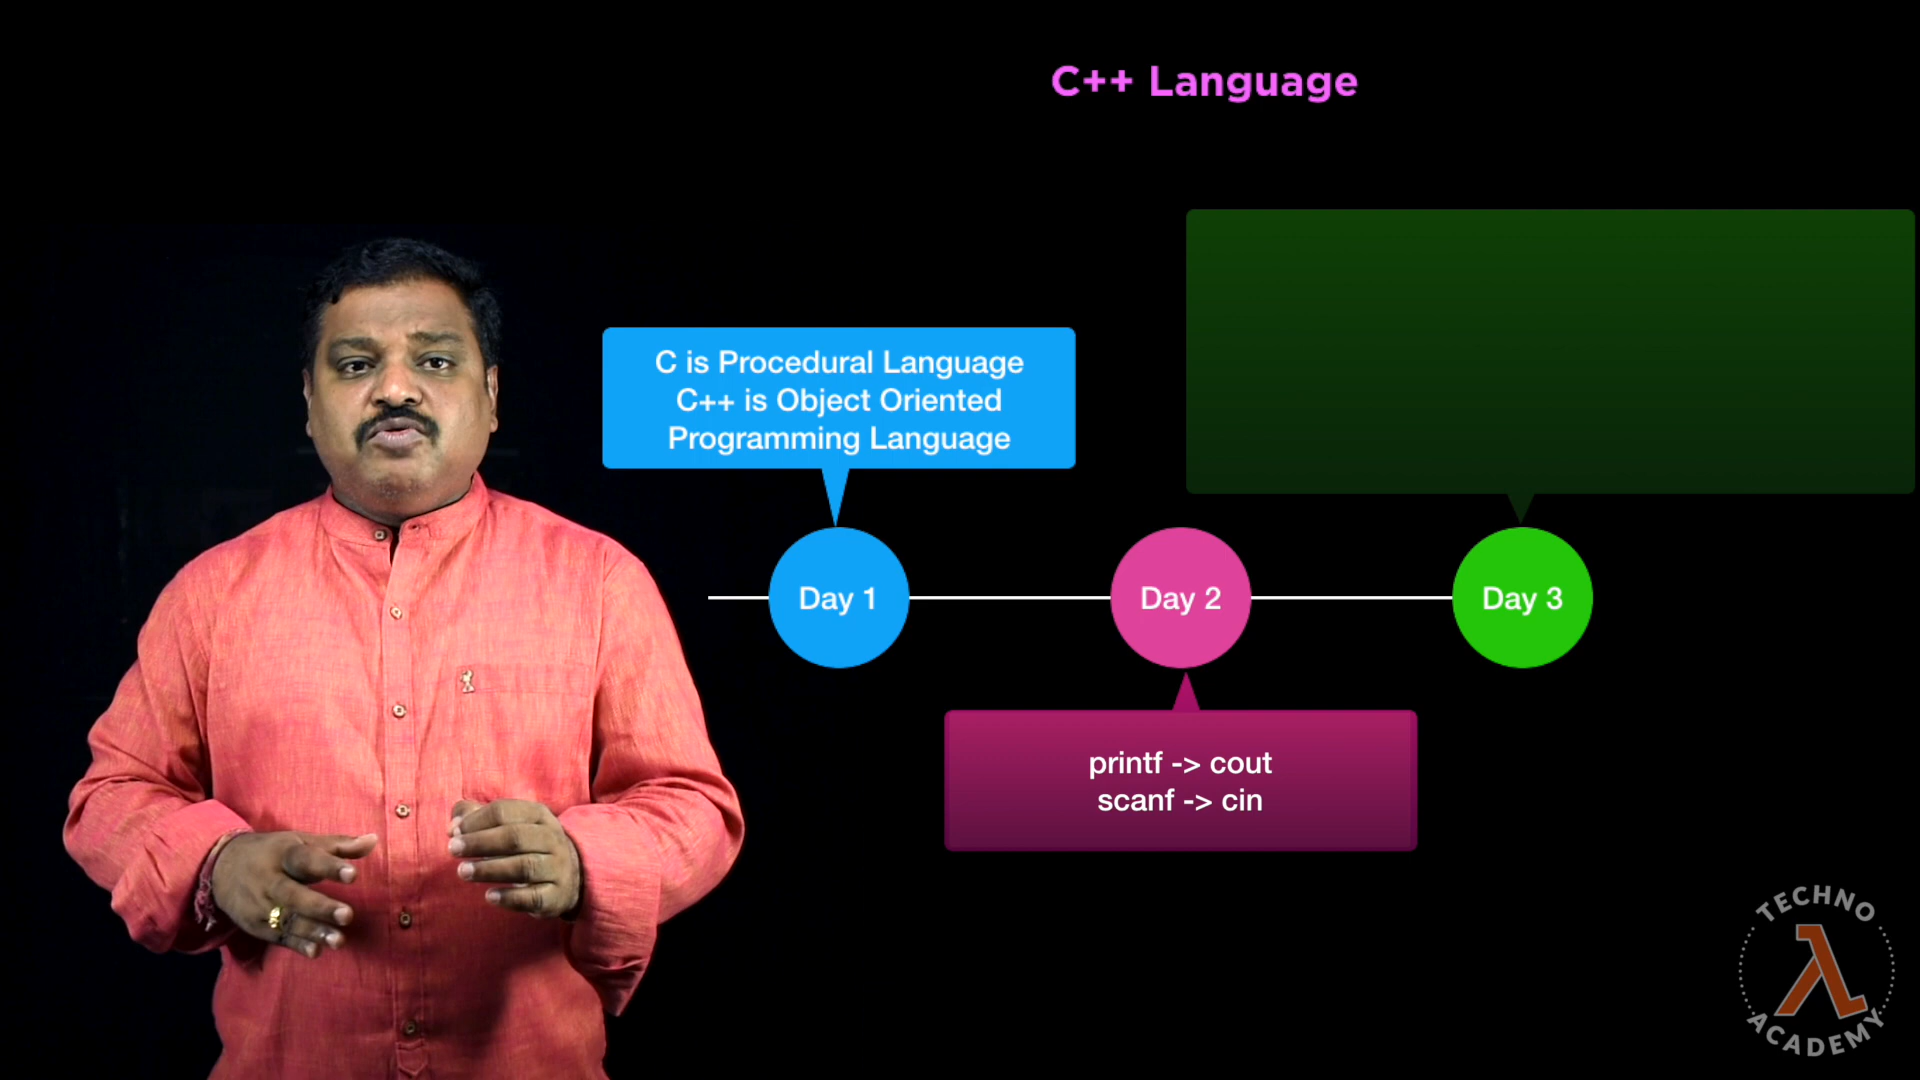 C++ Language
C is Procedural Language
C++ is Object Oriented
Programming Language
Day 1
Day 2
Day 3
printf -> cout
scanf -> cin
TECHNO
ACADEMY